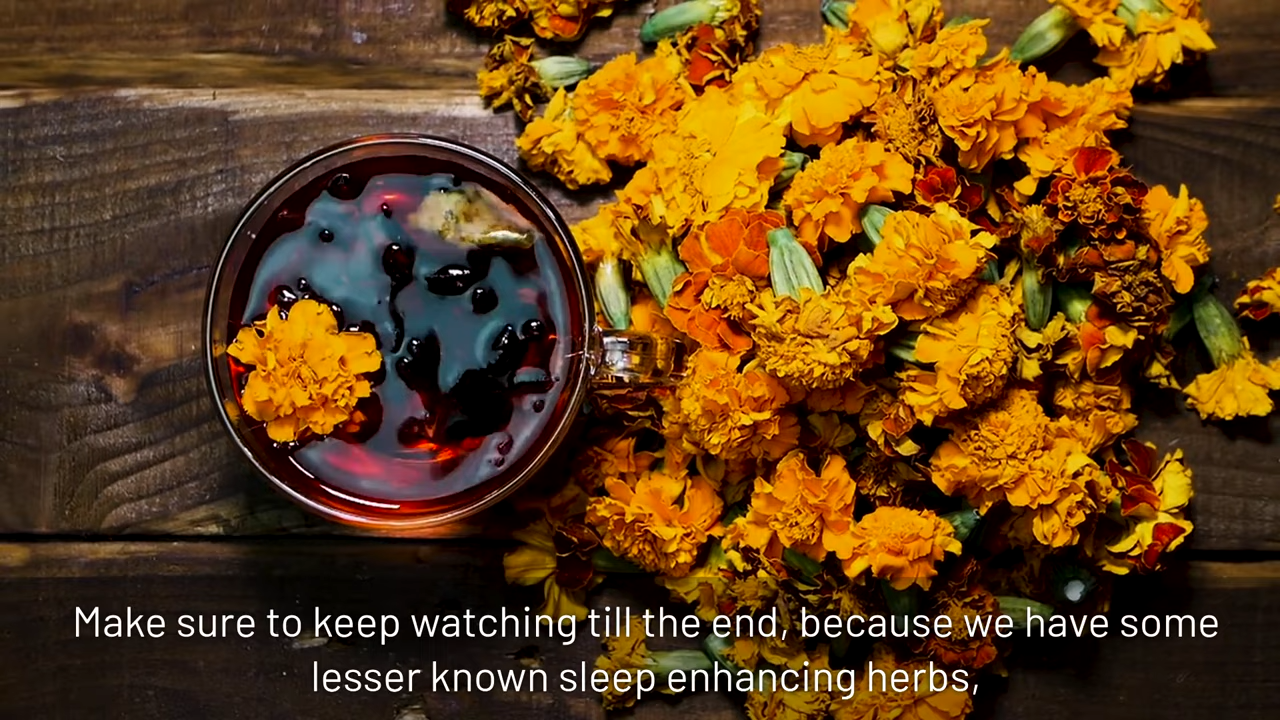 Make sure to keep watching till the end, because we have some
lesser known sleep enhancing herbs,